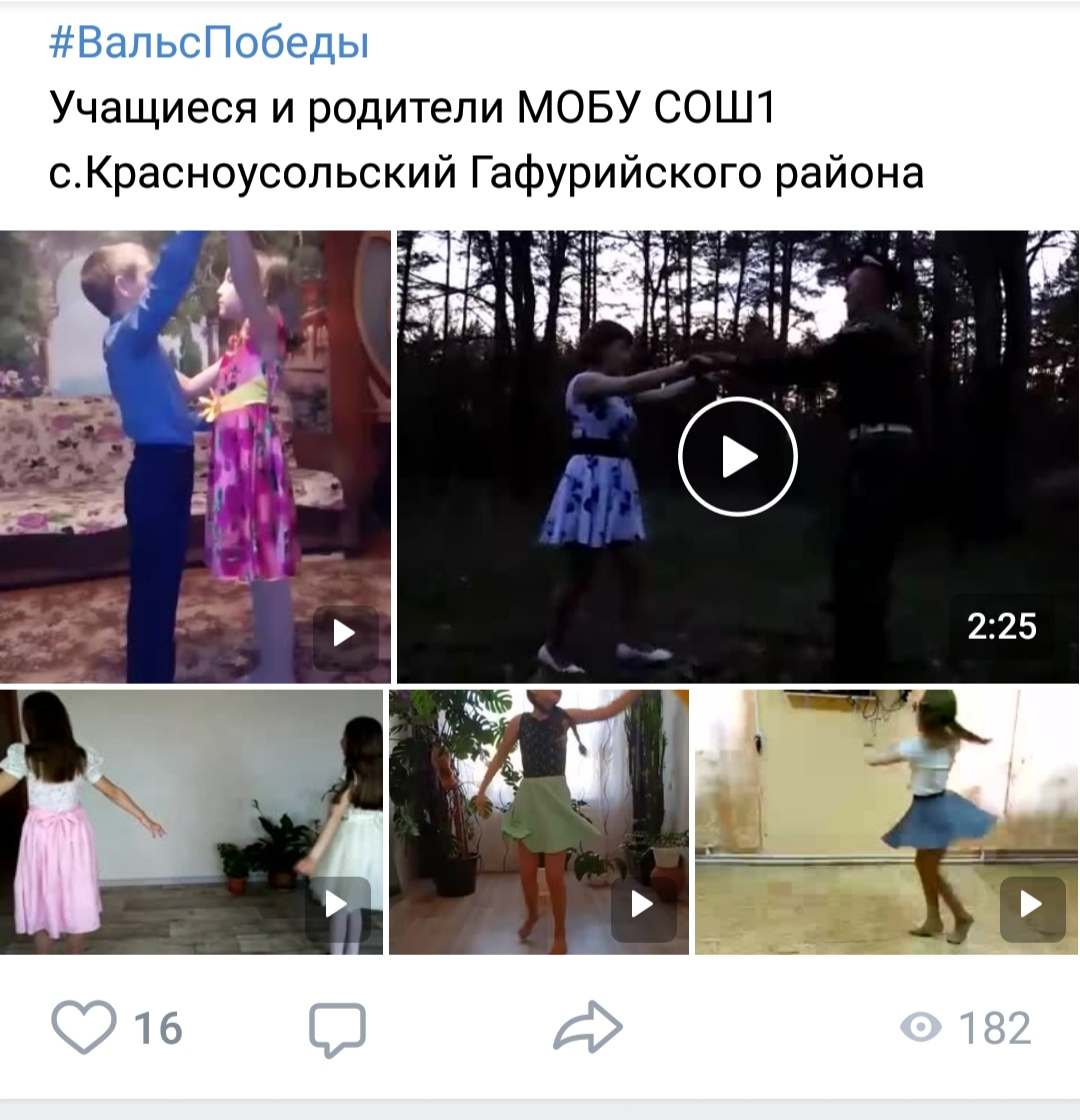 #ВальсПобеды
Учащиеся и родители МОБУ СОШ1
с.Красноусольский Гафурийского района
2:25
16
182